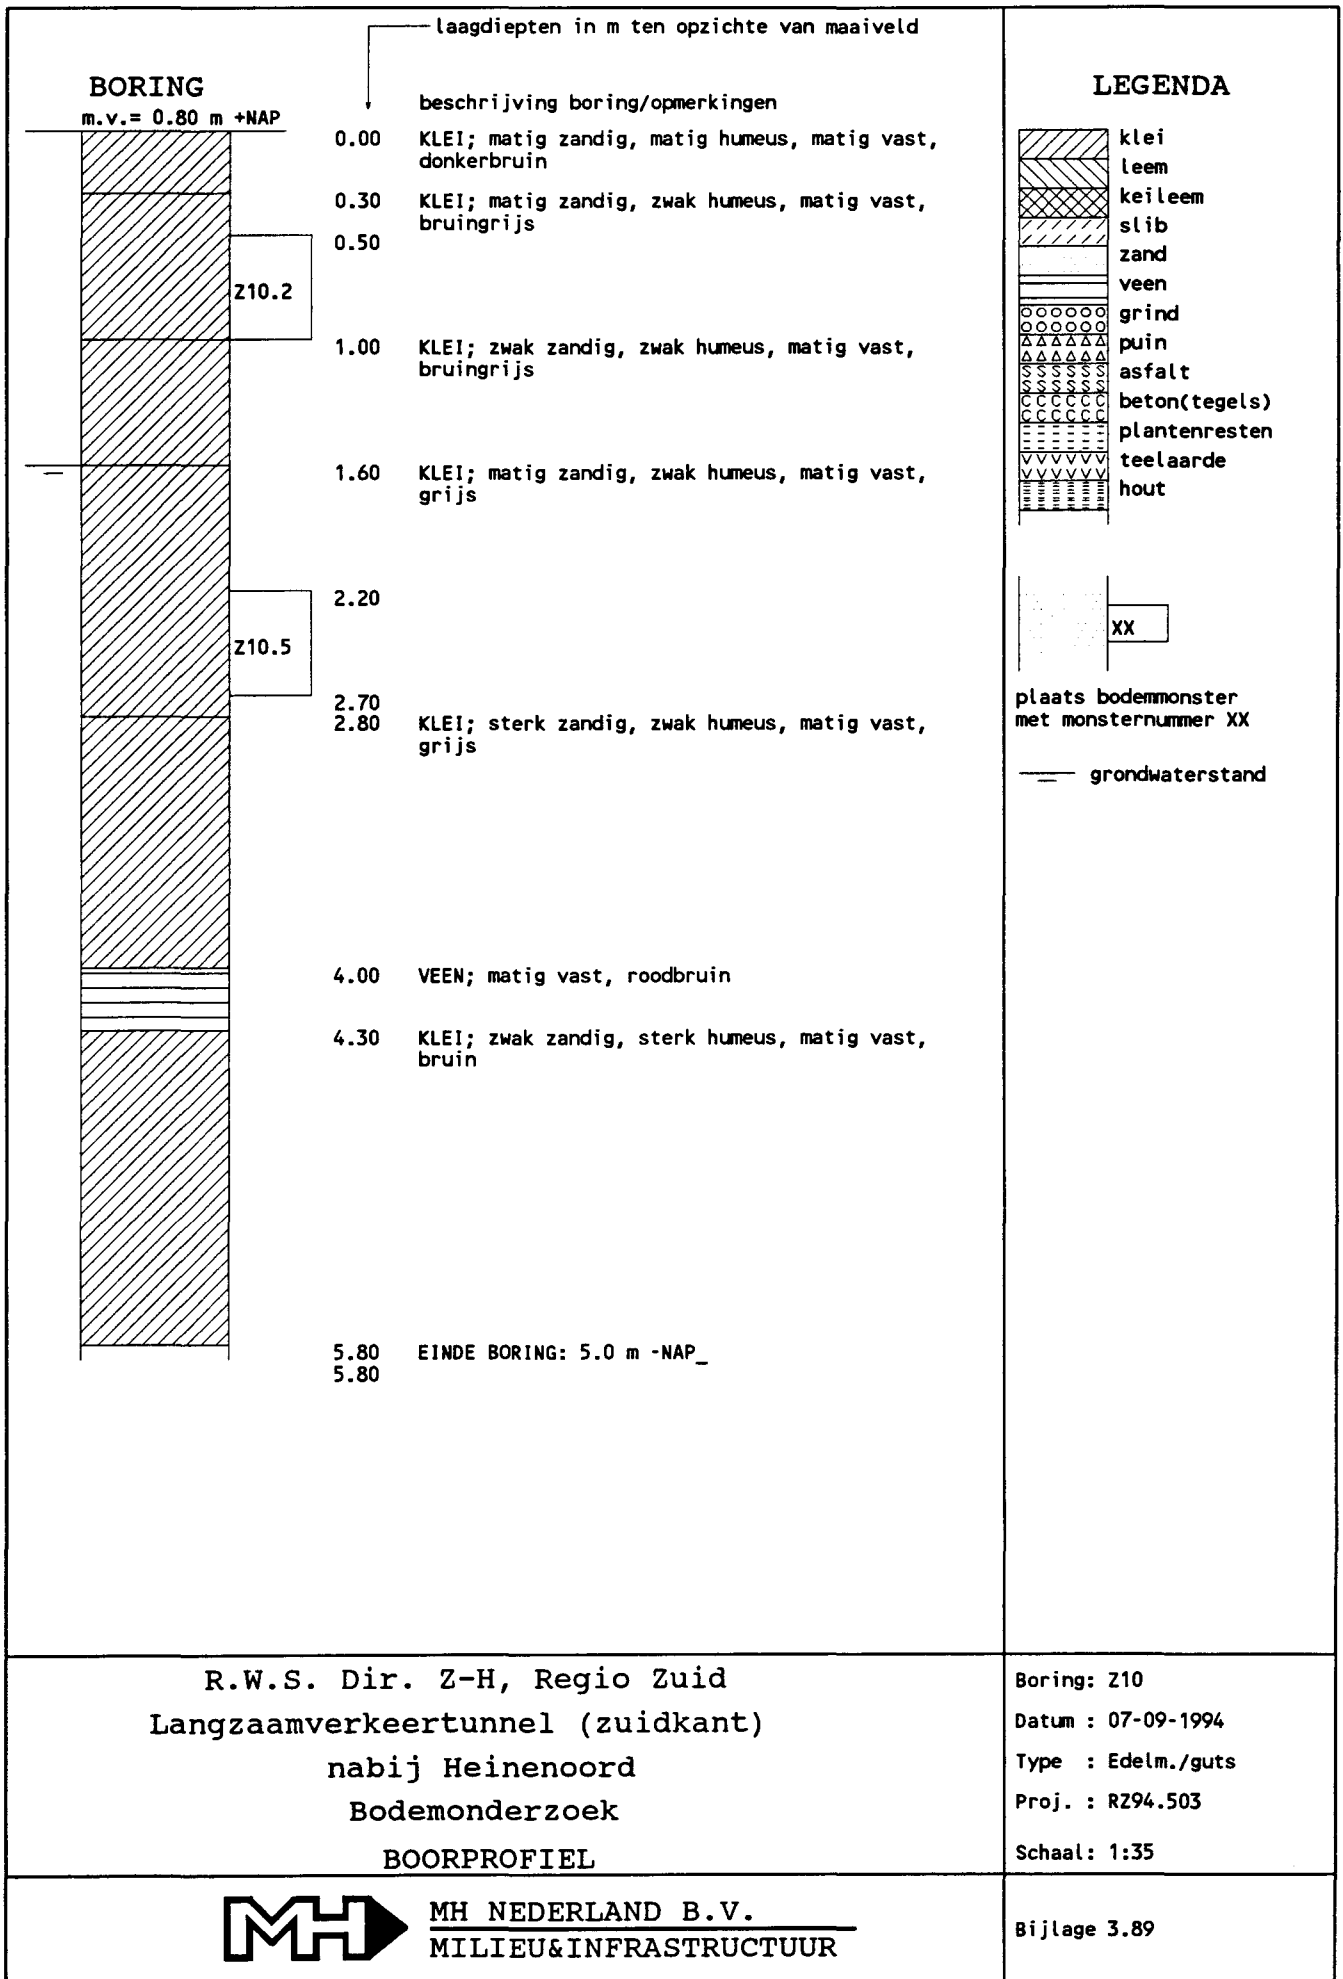 laagdiepten in m ten opzichte van maaiveld
BORING
m.v.= 0.80 m +NAP
beschrijving boring/opmerkingen
0.00 KLEI; matig zandig, matig humeus, matig vast,
donkerbruin
0.30 KLEI; matig zandig, zwak humeus, matig vast,
bruingrijs
0.50
Z10.2
1.00 KLEI; zwak zandig, zwak humeus, matig vast,
bruingrijs
1.60 KLEI; matig zandig, zwak humeus, matig vast,
grijs
2.20
Z10.5
2.70
2.80 KLEI; sterk zandig, zwak humeus, matig vast,
grijs
4.00 VEEN; matig vast, roodbruin
4.30 KLEI; zwak zandig, sterk humeus, matig vast,
bruin
5.80 EINDE BORING: 5.0 m -NAP_
5.80
LEGENDA
klei
leem
keileem
slib
zand
veen
grind
puin
asfalt
beton(tegels)
plantenresten
teelaarde
hout
XX
plaats bodemmonster
met monsternummer XX
grondwaterstand
R.W.S. Dir. Z-H, Regio Zuid
Langzaamverkeertunnel (zuidkant)
nabij Heinenoord
Bodemonderzoek
BOORPROFIEL
Boring: Z10
Datum : 07-09-1994
Type : Edelm./guts
Proj. : RZ94.503
Schaal: 1:35
MH
MH NEDERLAND B.V.
MILIEU&INFRASTRUCTUUR
Bijlage 3.89